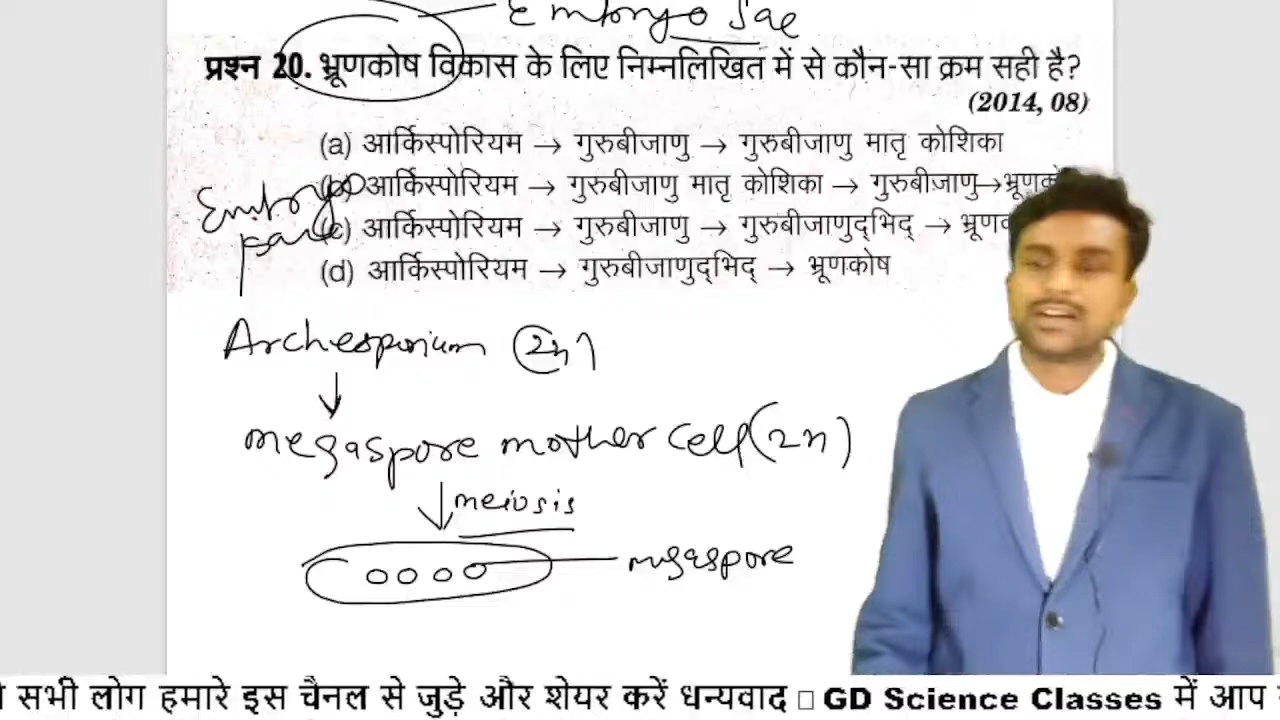 Embryo Sac
प्रश्न 20. भ्रूणकोष विकास के लिए निम्नलिखित में से कौन-सा क्रम सही है?
(2014, 08)
(a) आर्किस्पोरियम → गुरुबीजाणु → गुरुबीजाणु मातृ कोशिका
(b) आर्किस्पोरियम → गुरुबीजाणु मातृ कोशिका → गुरुबीजाणु→
Embryo
(c) आर्किस्पोरियम → गुरुबीजाणु → गुरुबीजाणुद्भिद् →
(d) आर्किस्पोरियम → गुरुबीजाणुद्भिद् → भ्रूणकोष
Archesporium (2n)
↓
megaspore mother cell (2n)
↓ meiosis
megaspore
सभी लोग हमारे इस चैनल से जुड़े और शेयर करें धन्यवाद □ GD Science Classes में आप